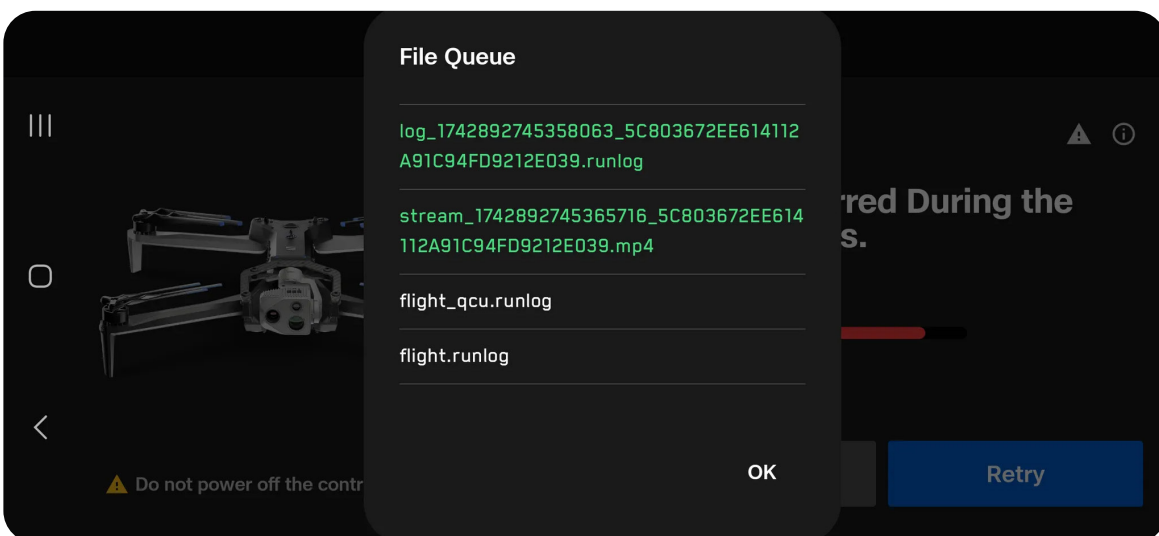 File Queue
log_1742892745358063_5C803672EE614112
A91C94FD9212E039.runlog
stream_1742892745365716_5C803672EE614
112A91C94FD9212E039.mp4
flight_qcu.runlog
flight.runlog
OK
rred During the
s.
Do not power off the contr
Retry